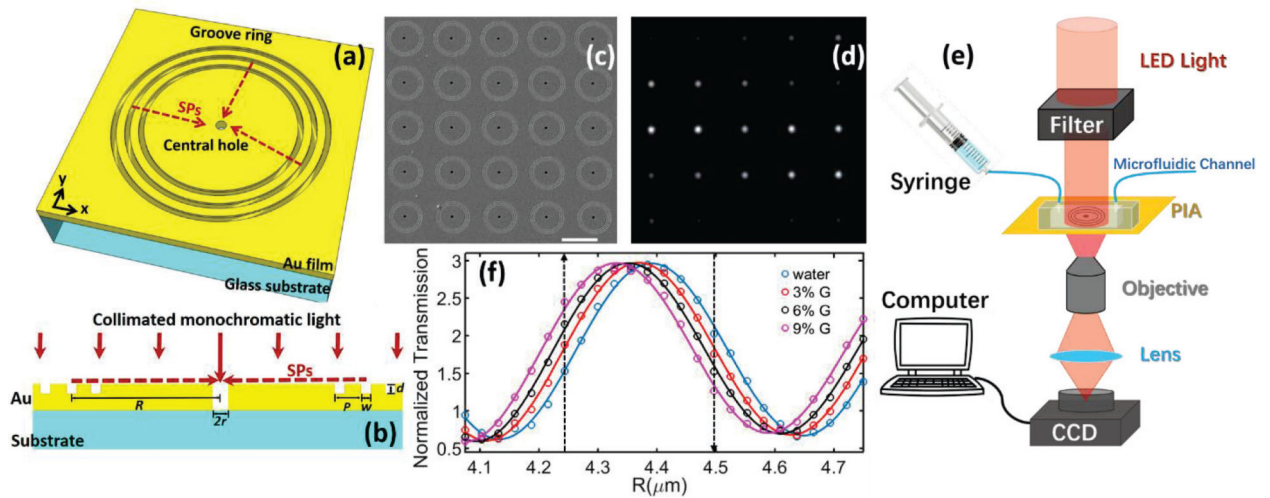 (a)
Groove ring
SPs
Central hole
y
x
Au film
Glass substrate
Collimated monochromatic light
SPs
Au
R
P
w
d
2r
Substrate
(b)
(c)
(d)
(e)
LED Light
Filter
Syringe
Microfluidic Channel
PIA
Objective
Computer
Lens
CCD
(f)
Normalized Transmission
3
2.5
2
1.5
1
0.5
water
3% G
6% G
9% G
4.1 4.2 4.3 4.4 4.5 4.6 4.7
R(μm)